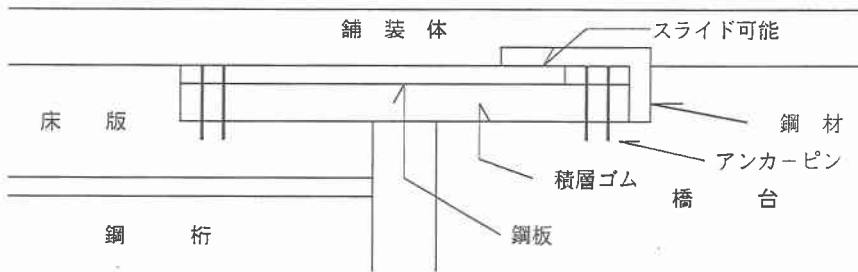 舗装体
スライド可能
床版
鋼材
アンカーピン
積層ゴム
橋台
鋼桁
鋼板